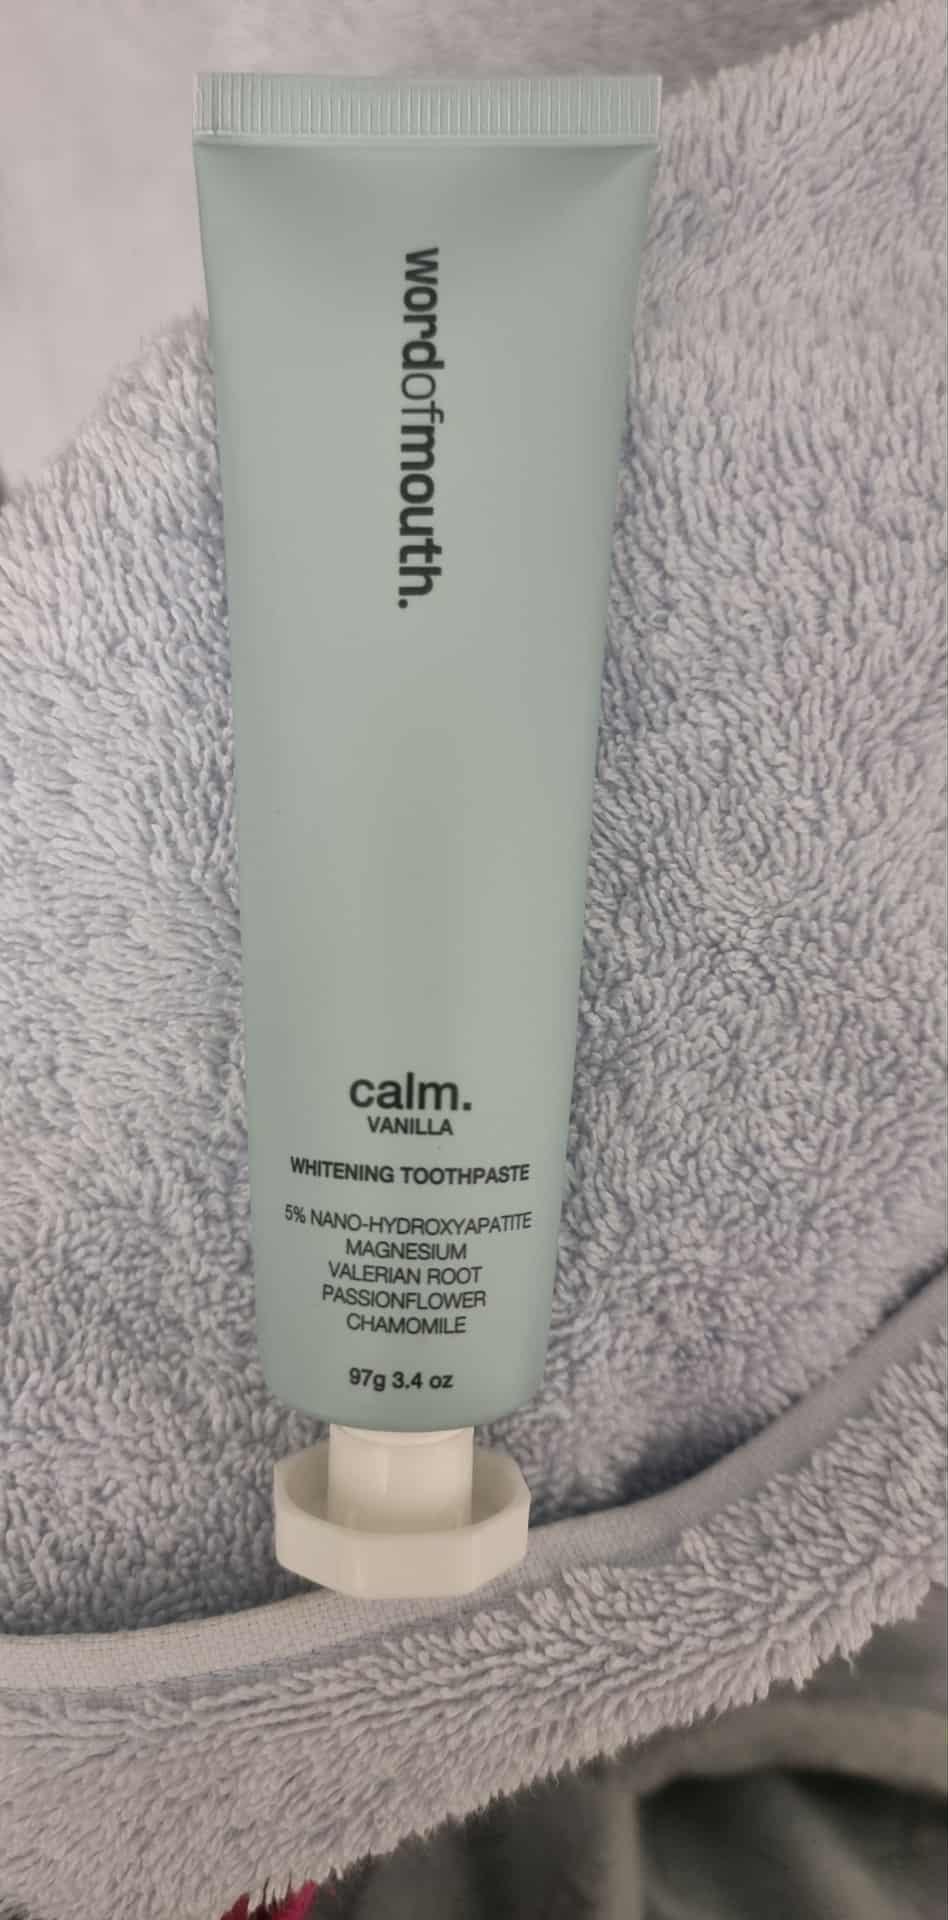 wordofmouth.
calm.
VANILLA
WHITENING TOOTHPASTE
5% NANO-HYDROXYAPATITE
MAGNESIUM
VALERIAN ROOT
PASSIONFLOWER
CHAMOMILE
97g 3.4 oz